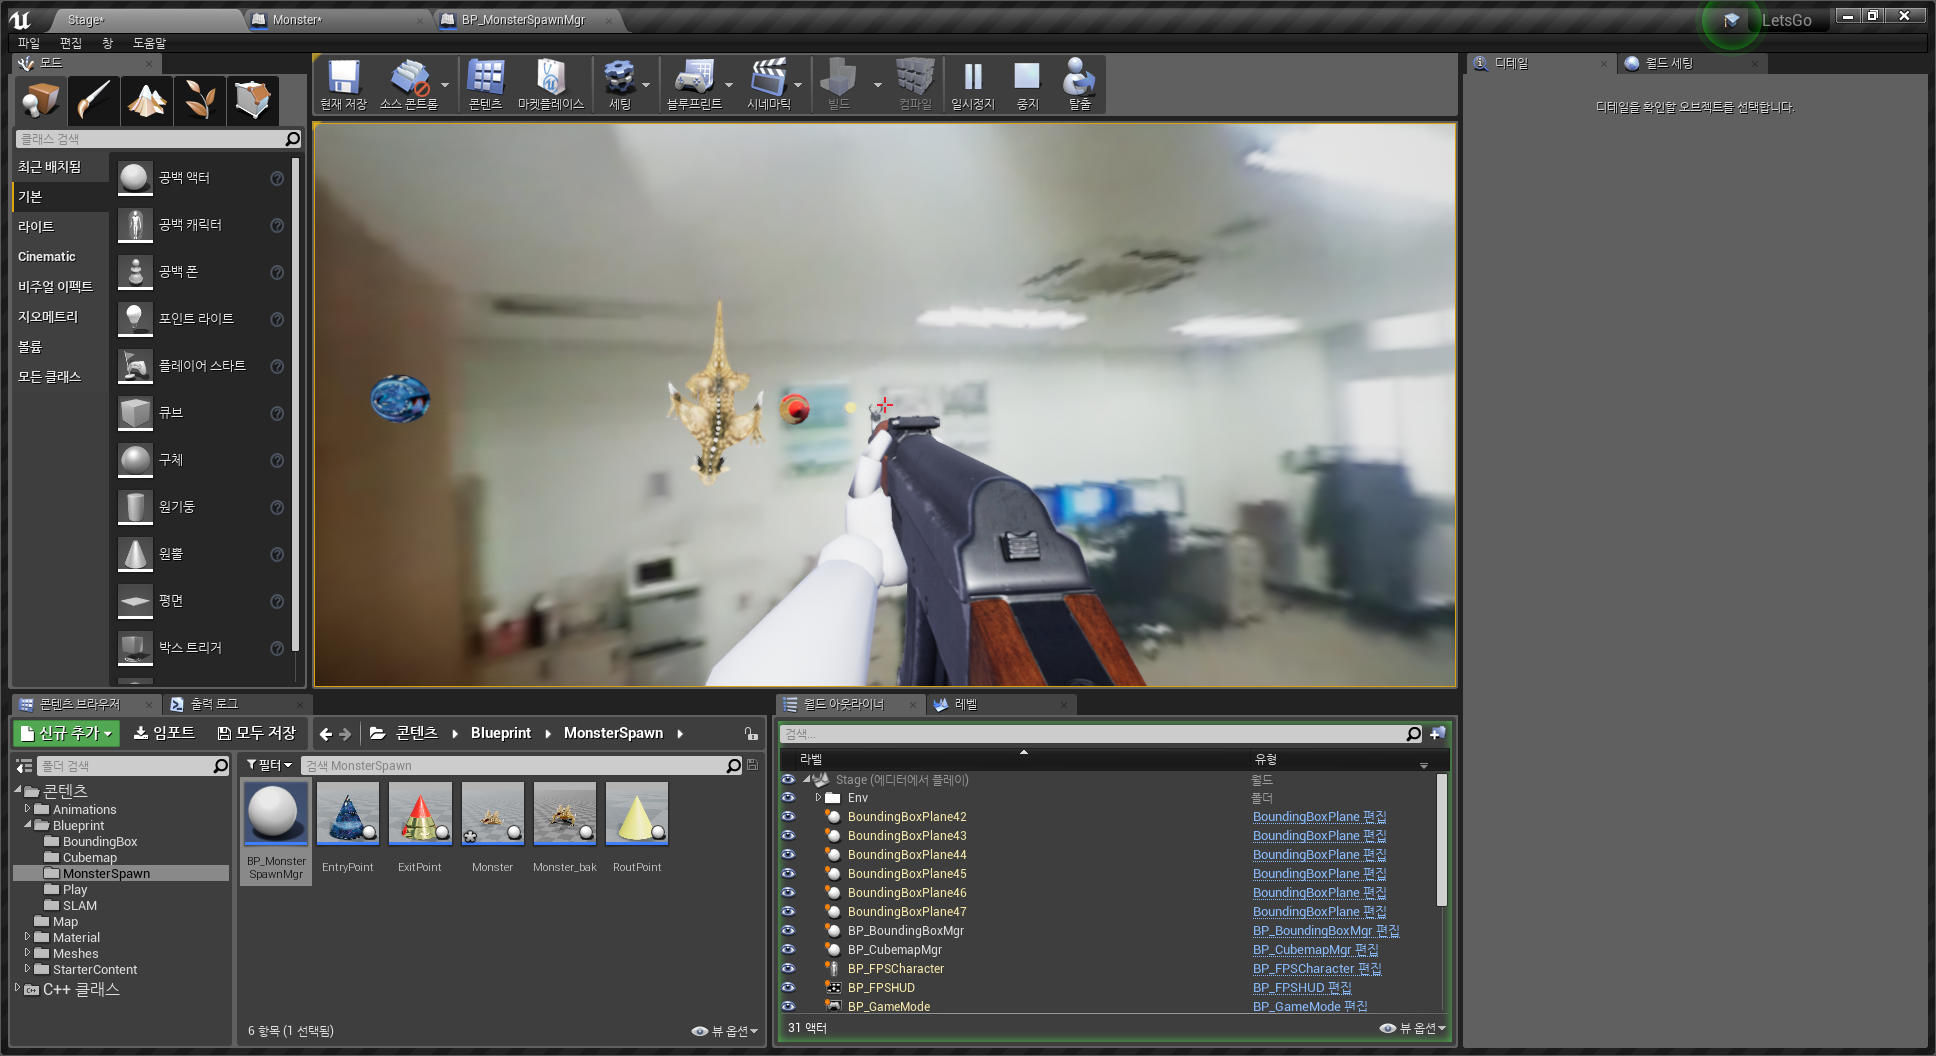 Stage*
Monster*
BP_MonsterSpawnMgr
LetsGo
파일 편집 창 도움말
모드
현재 저장
소스 콘트롤
콘텐츠
마켓플레이스
세팅
블루프린트
시네마틱
빌드
컴파일
일시정지
중지
탈출
디테일
월드 세팅
디테일을 확인할 오브젝트를 선택합니다.
클래스 검색
최근 배치됨
기본
라이트
Cinematic
비주얼 이펙트
지오메트리
볼륨
모든 클래스
공백 액터
공백 캐릭터
공백 폰
포인트 라이트
플레이어 스타트
큐브
구체
원기둥
원뿔
평면
박스 트리거
콘텐츠 브라우저
출력 로그
신규 추가
임포트
모두 저장
콘텐츠
Blueprint
MonsterSpawn
폴더 검색
필터
검색 MonsterSpawn
콘텐츠
Animations
Blueprint
BoundingBox
Cubemap
MonsterSpawn
Play
SLAM
Map
Material
Meshes
StarterContent
C++ 클래스
BP_Monster
SpawnMgr
EntryPoint
ExitPoint
Monster
Monster_bak
RoutPoint
6 항목 (1 선택됨)
뷰 옵션
월드 아웃라이너
레벨
검색...
라벨
유형
Stage (에디터에서 플레이)
월드
Env
폴더
BoundingBoxPlane42
BoundingBoxPlane 편집
BoundingBoxPlane43
BoundingBoxPlane 편집
BoundingBoxPlane44
BoundingBoxPlane 편집
BoundingBoxPlane45
BoundingBoxPlane 편집
BoundingBoxPlane46
BoundingBoxPlane 편집
BoundingBoxPlane47
BoundingBoxPlane 편집
BP_BoundingBoxMgr
BP_BoundingBoxMgr 편집
BP_CubemapMgr
BP_CubemapMgr 편집
BP_FPSCharacter
BP_FPSCharacter 편집
BP_FPSHUD
BP_FPSHUD 편집
BP_GameMode
BP_GameMode 편집
31 액터
뷰 옵션